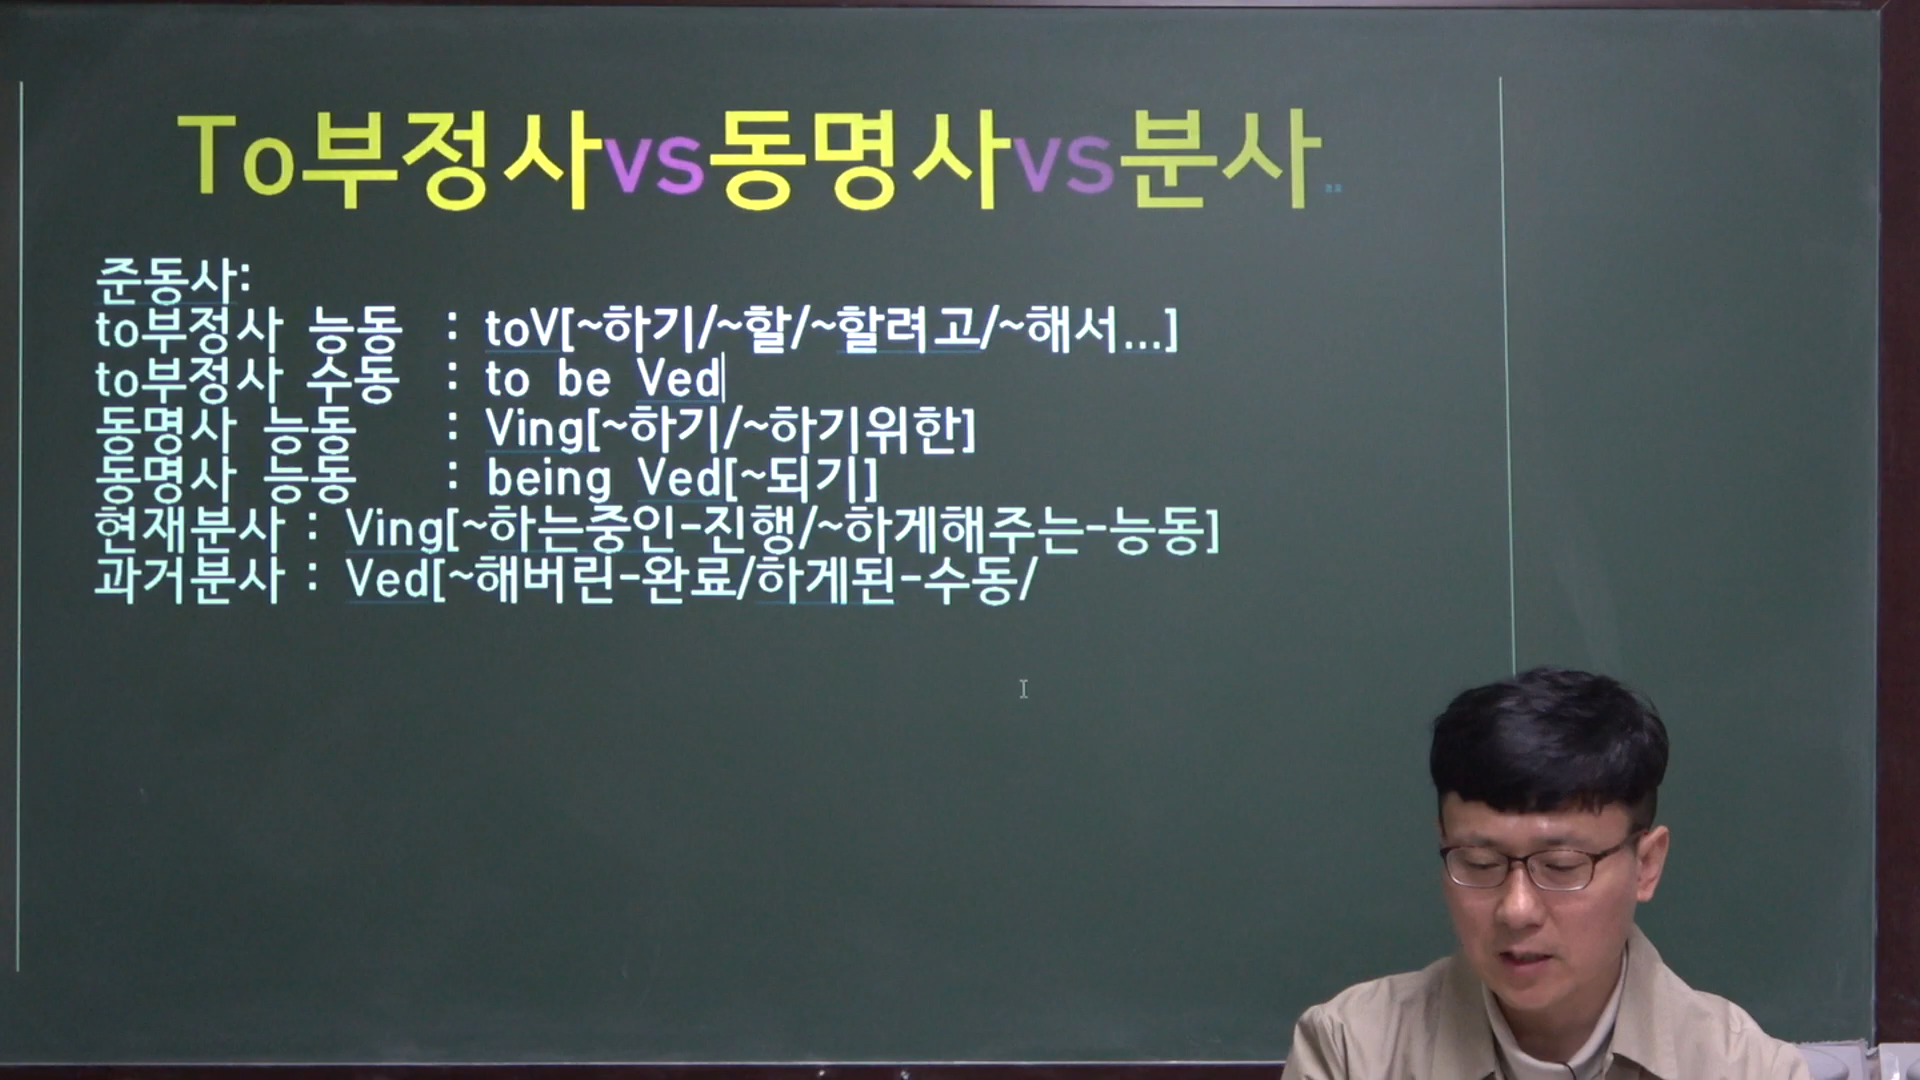 To부정사vs동명사vs분사
준동사:
to부정사 능동 : toV[~하기/~할/~할려고/~해서...]
to부정사 수동 : to be Ved
동명사 능동 : Ving[~하기/~하기위한]
동명사 능동 : being Ved[~되기]
현재분사 : Ving[~하는중인-진행/~하게해주는-능동]
과거분사 : Ved[~해버린-완료/하게된-수동/